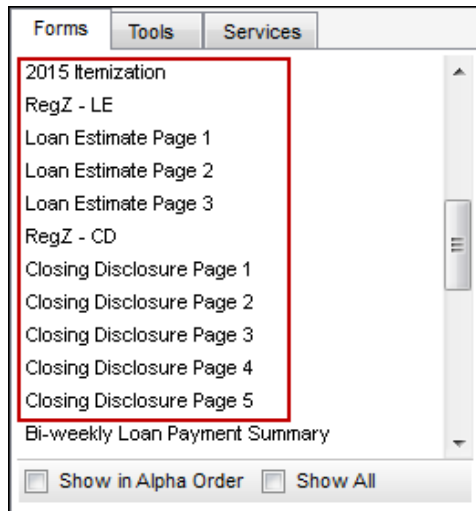 Forms Tools Services
2015 Itemization
RegZ - LE
Loan Estimate Page 1
Loan Estimate Page 2
Loan Estimate Page 3
RegZ - CD
Closing Disclosure Page 1
Closing Disclosure Page 2
Closing Disclosure Page 3
Closing Disclosure Page 4
Closing Disclosure Page 5
Bi-weekly Loan Payment Summary
Show in Alpha Order Show All